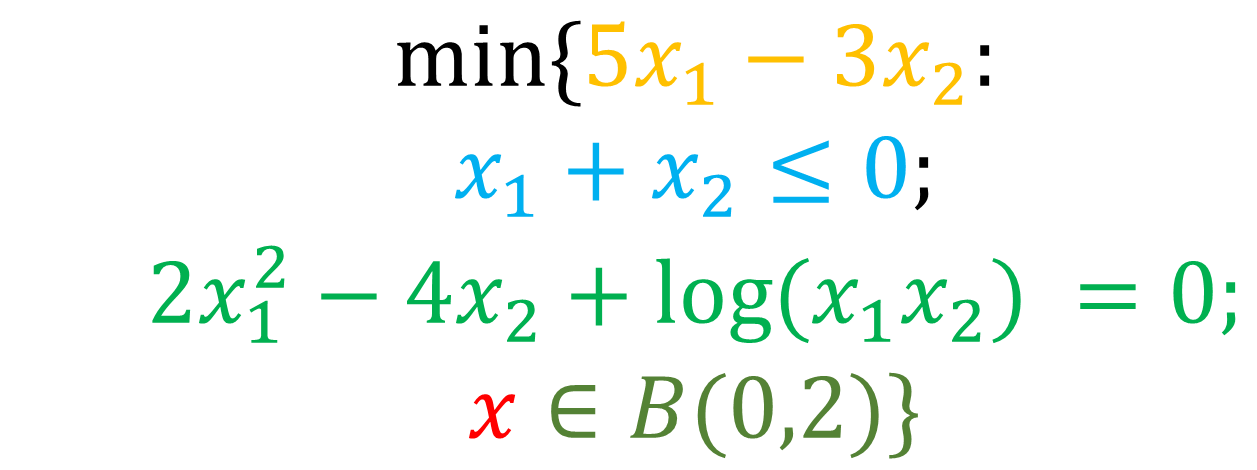 min{5x₁ − 3x₂:
x₁ + x₂ ≤ 0;
2x₁² − 4x₂ + log(x₁x₂) = 0;
x ∈ B(0,2)}